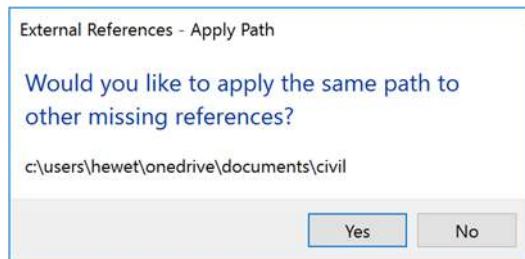 External References - Apply Path
Would you like to apply the same path to
other missing references?
c:\users\hewet\onedrive\documents\civil
Yes No